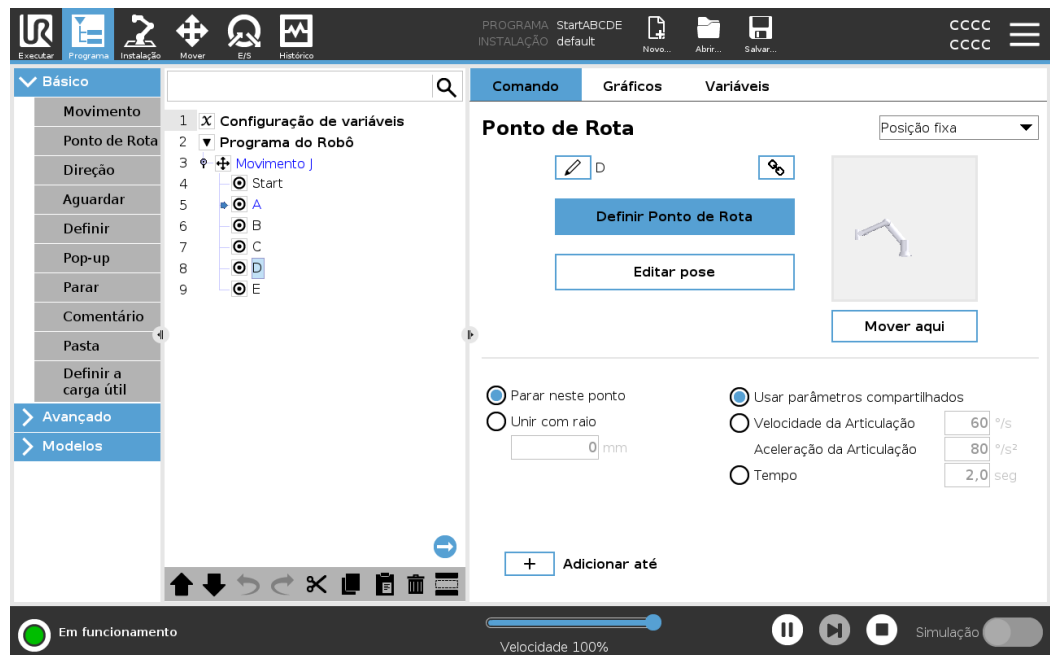 PROGRAMA StartABCDE
INSTALAÇÃO default
CCCC
CCCC
Executar Programa Instalação Mover E/S Histórico Novo... Abrir... Salvar...
Básico
Movimento
Ponto de Rota
Direção
Aguardar
Definir
Pop-up
Parar
Comentário
Pasta
Definir a
carga útil
Avançado
Modelos
1 X Configuração de variáveis
2 Programa do Robô
3 Movimento J
4 Start
5 A
6 B
7 C
8 D
9 E
Comando Gráficos Variáveis
Ponto de Rota
Posição fixa
D
Definir Ponto de Rota
Editar pose
Mover aqui
Parar neste ponto
Unir com raio
0 mm
Usar parâmetros compartilhados
Velocidade da Articulação 60 °/s
Aceleração da Articulação 80 °/s²
Tempo 2,0 seg
+ Adicionar até
Em funcionamento
Velocidade 100%
Simulação